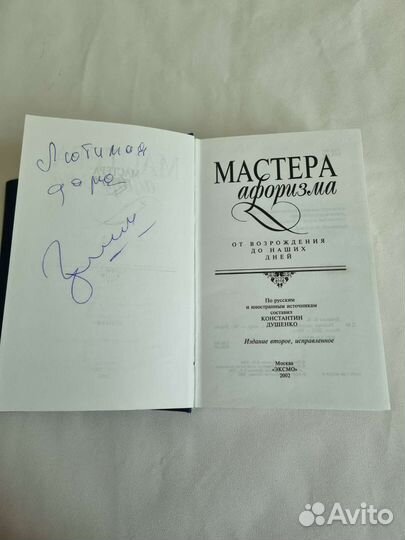 Любимая
МАСТЕРА
афоризма
ОТ ВОЗРОЖДЕНИЯ
ДО НАШИХ
ДНЕЙ
По русским
и иностранным источникам
составил
КОНСТАНТИН
ДУШЕНКО
Издание второе, исправленное
Москва
«ЭКСМО»
2002
Avito